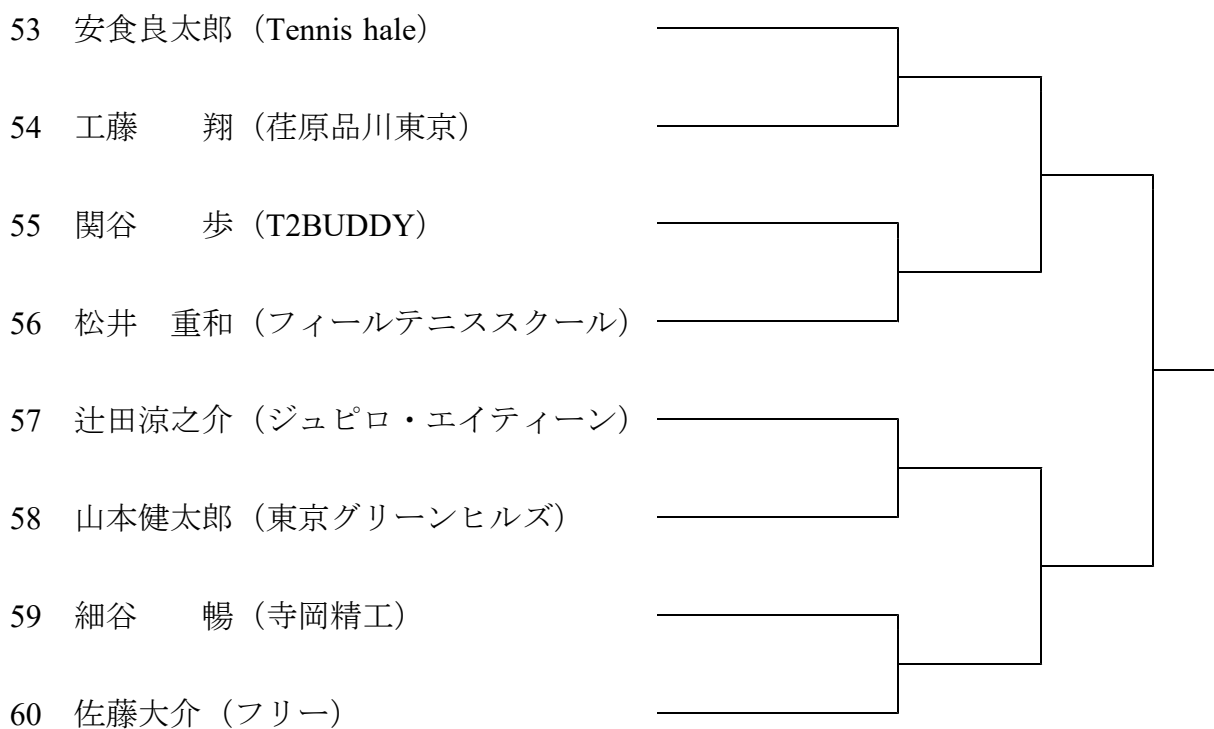 53 安食良太郎（Tennis hale）
54 工藤　　翔（荏原品川東京）
55 関谷　　歩（T2BUDDY）
56 松井　重和（フィールテニススクール）
57 辻田涼之介（ジュピロ・エイティーン）
58 山本健太郎（東京グリーンヒルズ）
59 細谷　　暢（寺岡精工）
60 佐藤大介（フリー）